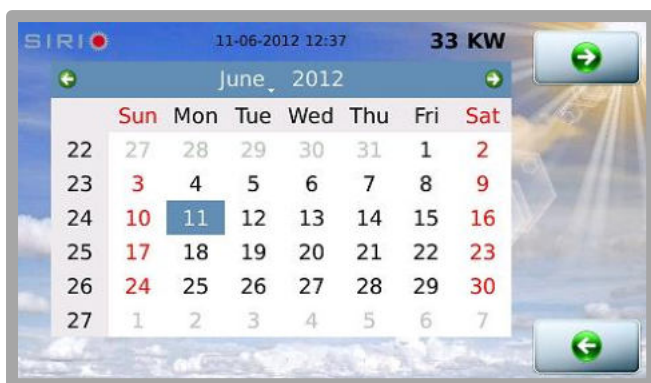 SIRIO 11-06-2012 12:37 33 KW
June 2012
Sun Mon Tue Wed Thu Fri Sat
22 27 28 29 30 31 1 2
23 3 4 5 6 7 8 9
24 10 11 12 13 14 15 16
25 17 18 19 20 21 22 23
26 24 25 26 27 28 29 30
27 1 2 3 4 5 6 7